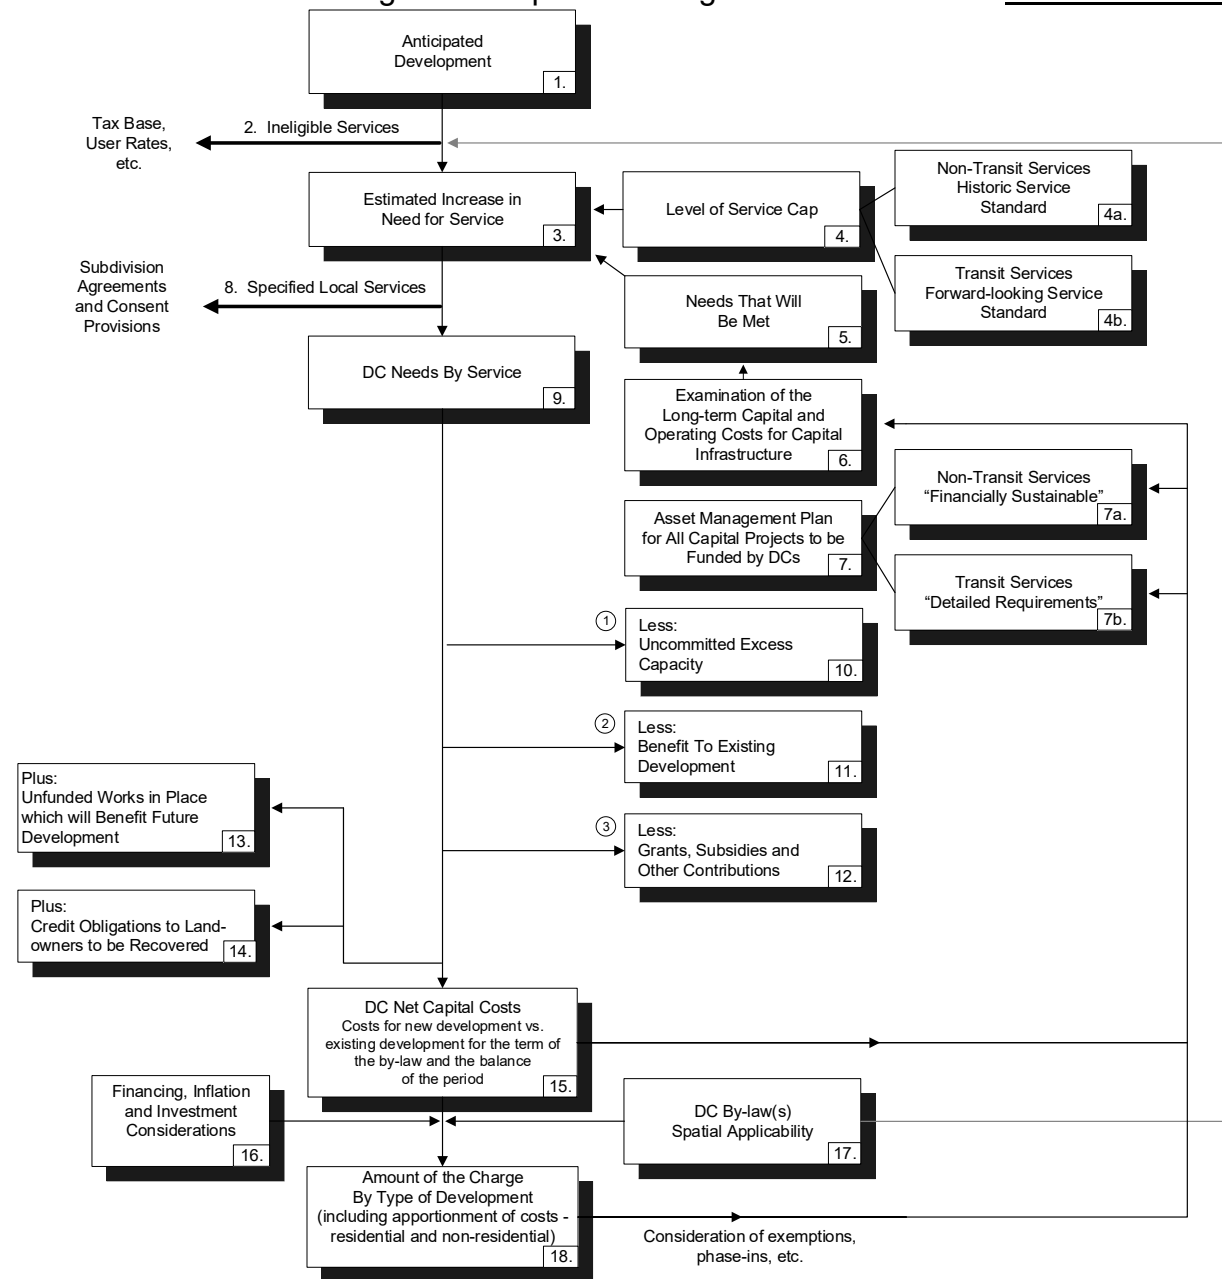 Anticipated
Development
1.
Tax Base,
User Rates,
etc.
2. Ineligible Services
Estimated Increase in
Need for Service
3.
Level of Service Cap
4.
Non-Transit Services
Historic Service
Standard
4a.
Transit Services
Forward-looking Service
Standard
4b.
Subdivision
Agreements
and Consent
Provisions
8. Specified Local Services
Needs That Will
Be Met
5.
DC Needs By Service
9.
Examination of the
Long-term Capital and
Operating Costs for Capital
Infrastructure
6.
Asset Management Plan
for All Capital Projects to be
Funded by DCs
7.
Non-Transit Services
“Financially Sustainable”
7a.
Transit Services
“Detailed Requirements”
7b.
1
Less:
Uncommitted Excess
Capacity
10.
2
Less:
Benefit To Existing
Development
11.
3
Less:
Grants, Subsidies and
Other Contributions
12.
Plus:
Unfunded Works in Place
which will Benefit Future
Development
13.
Plus:
Credit Obligations to Land-
owners to be Recovered
14.
DC Net Capital Costs
Costs for new development vs.
existing development for the term of
the by-law and the balance
of the period
15.
Financing, Inflation
and Investment
Considerations
16.
DC By-law(s)
Spatial Applicability
17.
Amount of the Charge
By Type of Development
(including apportionment of costs -
residential and non-residential)
18.
Consideration of exemptions,
phase-ins, etc.